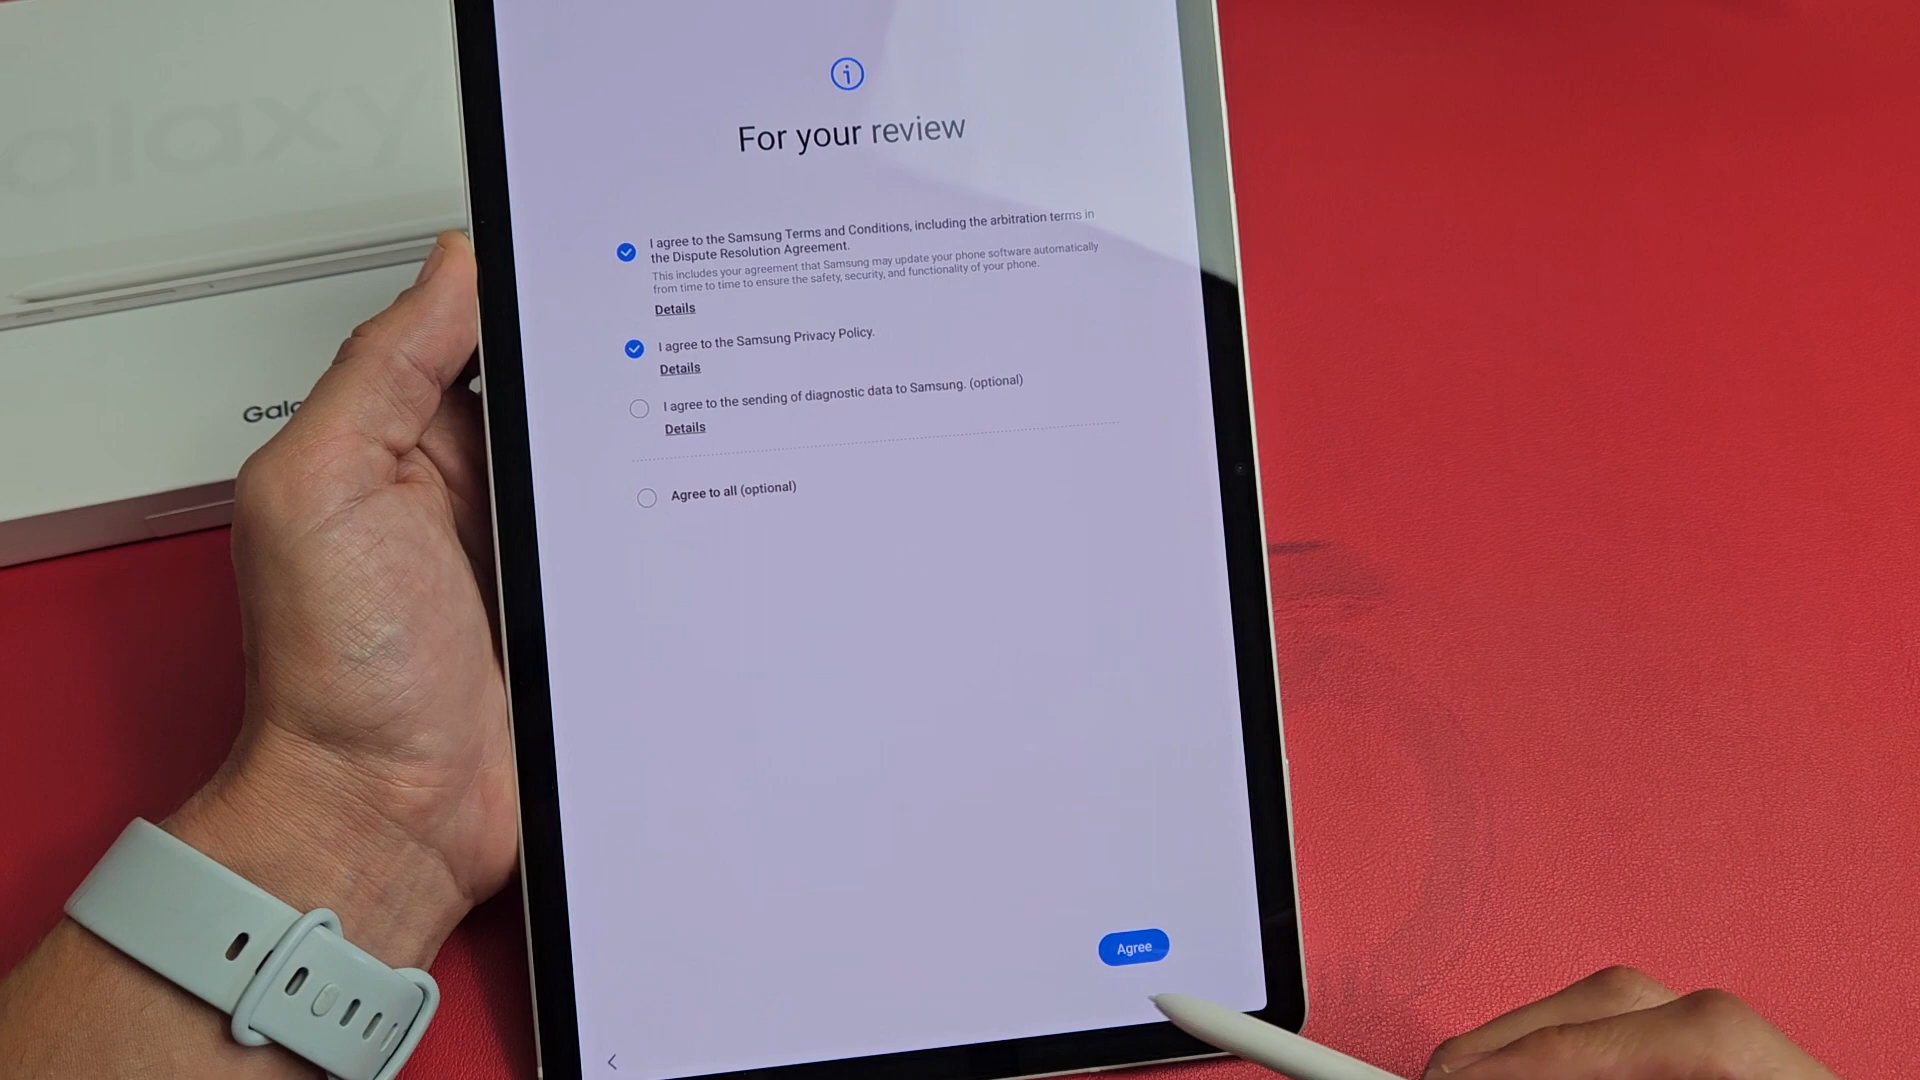 alaxy
Gala
For your review
I agree to the Samsung Terms and Conditions, including the arbitration terms in
the Dispute Resolution Agreement.
This includes your agreement that Samsung may update your phone software automatically
from time to time to ensure the safety, security, and functionality of your phone.
Details
I agree to the Samsung Privacy Policy.
Details
I agree to the sending of diagnostic data to Samsung. (optional)
Details
Agree to all (optional)
Agree